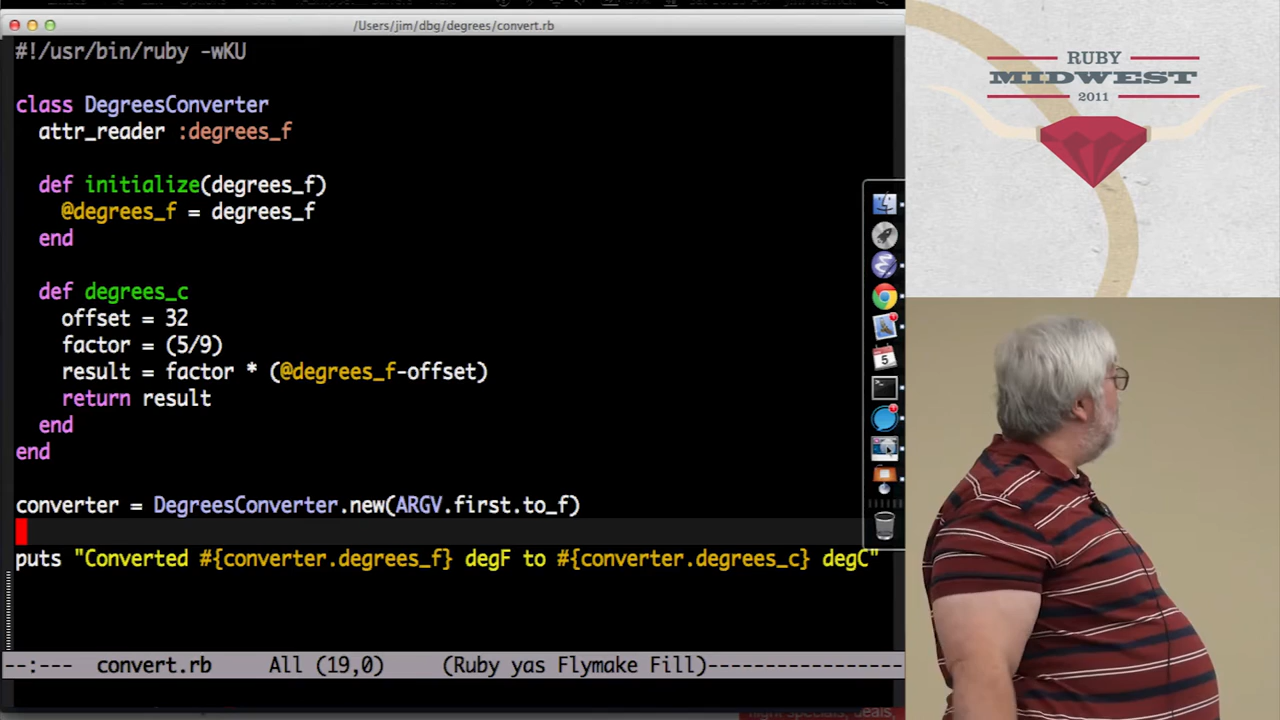 /Users/jim/dbg/degrees/convert.rb
#!/usr/bin/ruby -wKU
class DegreesConverter
  attr_reader :degrees_f
  def initialize(degrees_f)
    @degrees_f = degrees_f
  end
  def degrees_c
    offset = 32
    factor = (5/9)
    result = factor * (@degrees_f-offset)
    return result
  end
end
converter = DegreesConverter.new(ARGV.first.to_f)
puts "Converted #{converter.degrees_f} degF to #{converter.degrees_c} degC"
--:--- convert.rb All (19,0) (Ruby yas Flymake Fill)----------------
5
RUBY
MIDWEST
2011